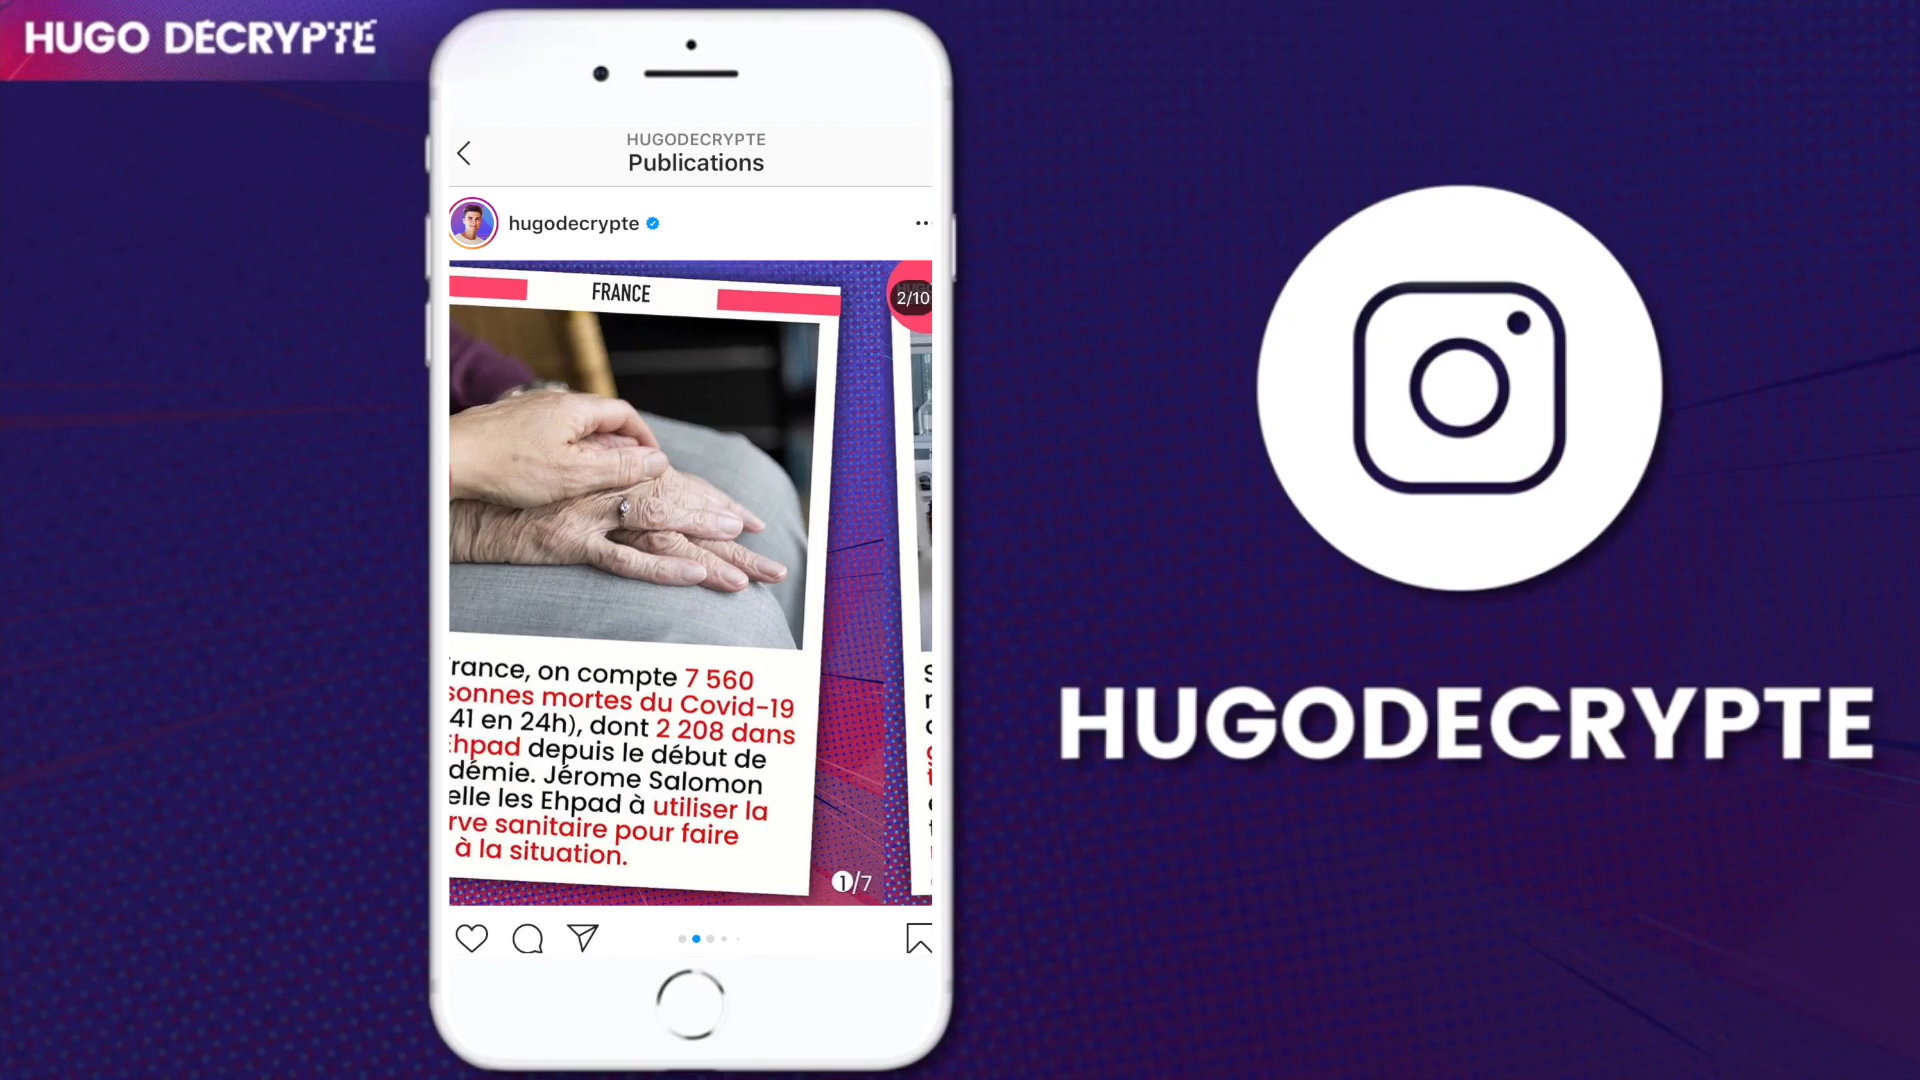 HUGO DECRYPTE
HUGODECRYPTE
Publications
hugodecrypte
FRANCE
2/10
rance, on compte 7 560
sonnes mortes du Covid-19
41 en 24h), dont 2 208 dans
Ehpad depuis le début de
démie. Jérome Salomon
elle les Ehpad à utiliser la
rve sanitaire pour faire
à la situation.
1/7
HUGODECRYPTE